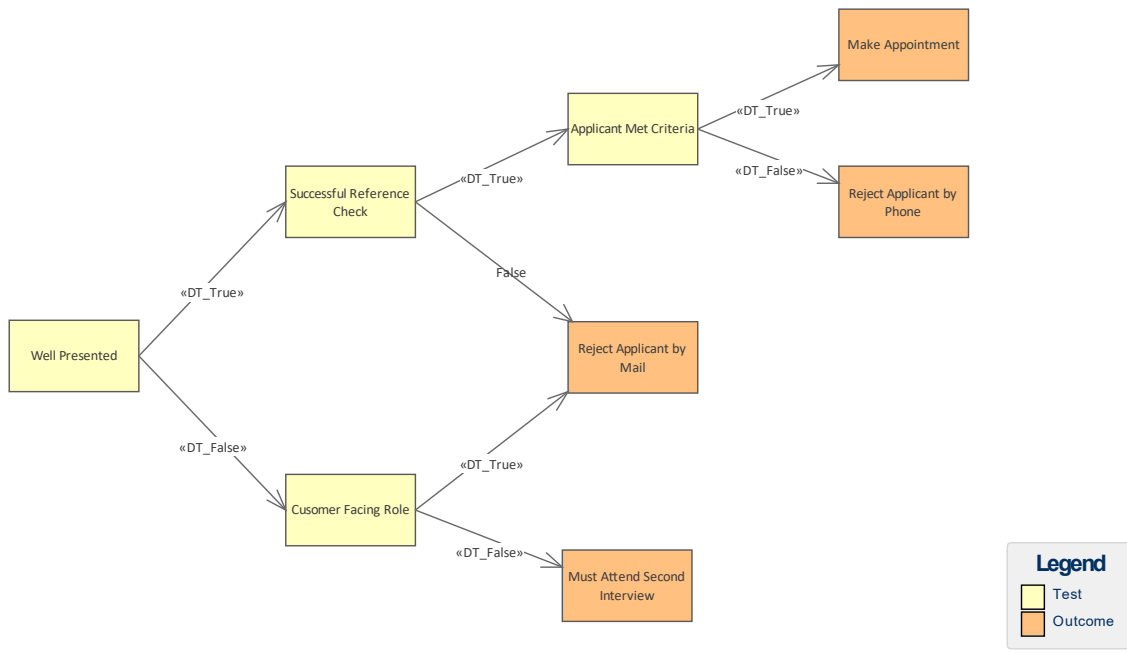 Make Appointment
«DT_True»
Applicant Met Criteria
«DT_False»
Reject Applicant by
Phone
Successful Reference
Check
«DT_True»
False
«DT_True»
Well Presented
Reject Applicant by
Mail
«DT_False»
«DT_True»
Cusomer Facing Role
«DT_False»
Must Attend Second
Interview
Legend
Test
Outcome